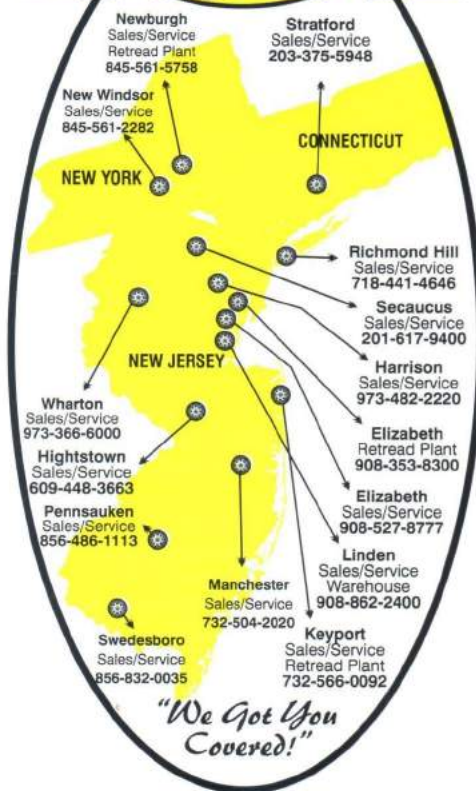 Newburgh
Sales/Service
Retread Plant
845-561-5758
Stratford
Sales/Service
203-375-5948
New Windsor
Sales/Service
845-561-2282
CONNECTICUT
NEW YORK
Richmond Hill
Sales/Service
718-441-4646
Secaucus
Sales/Service
201-617-9400
Harrison
Sales/Service
973-482-2220
NEW JERSEY
Wharton
Sales/Service
973-366-6000
Elizabeth
Retread Plant
908-353-8300
Hightstown
Sales/Service
609-448-3663
Elizabeth
Sales/Service
908-527-8777
Pennsauken
Sales/Service
856-486-1113
Linden
Sales/Service
Warehouse
908-862-2400
Manchester
Sales/Service
732-504-2020
Keyport
Sales/Service
Retread Plant
732-566-0092
Swedesboro
Sales/Service
856-832-0035
"We Got You
Covered!"